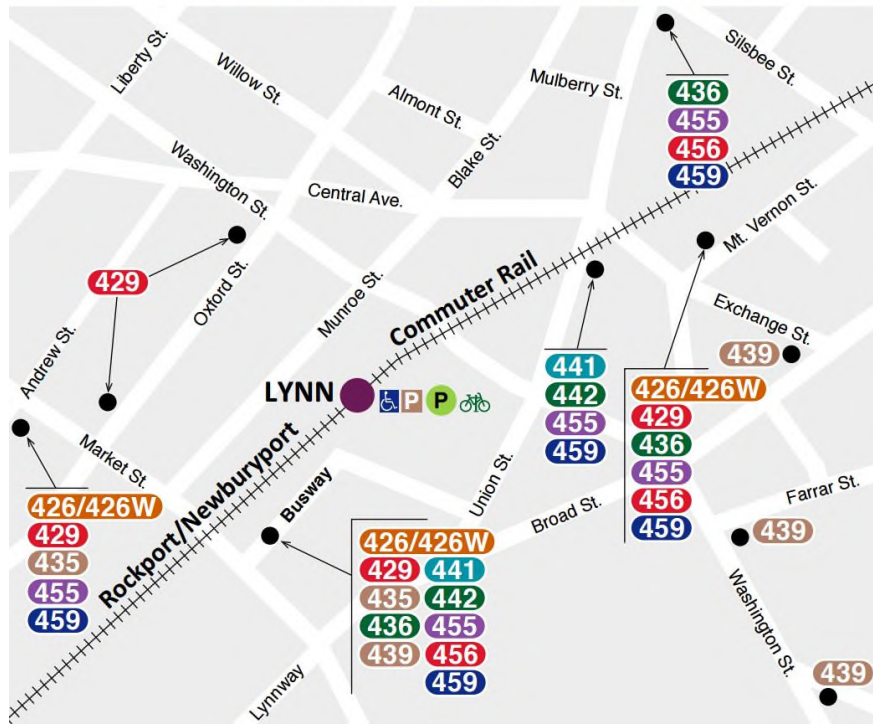 Liberty St.
Willow St.
Almont St.
Mulberry St.
Silsbee St.
436
455
456
459
Washington St.
Central Ave.
Blake St.
Mt. Vernon St.
429
Oxford St.
Munroe St.
Commuter Rail
Exchange St.
439
Andrew St.
LYNN
P
P
441
442
455
459
426/426W
429
436
455
456
459
Market St.
Rockport/Newburyport
Busway
Union St.
Broad St.
Farrar St.
439
426/426W
429
435
455
459
426/426W
429
435
436
439
441
442
455
456
459
Washington St.
439
Lynnway